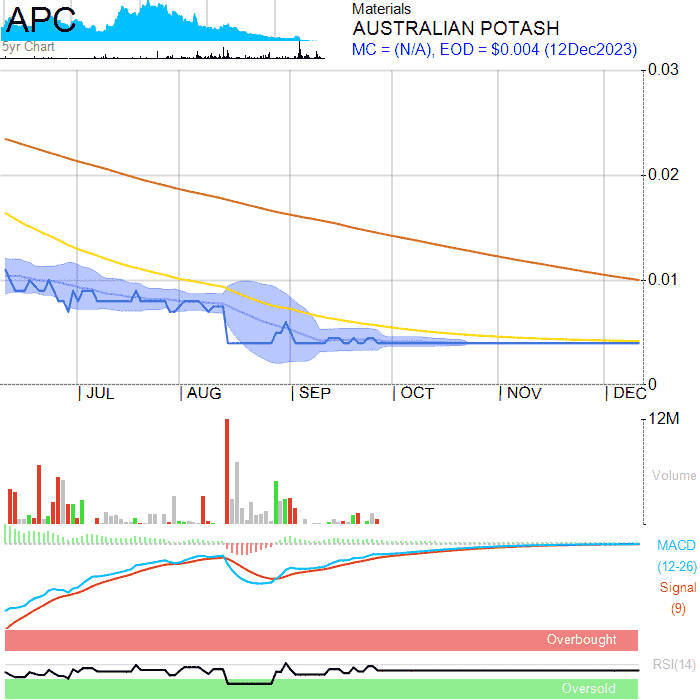 APC
5yr Chart
Materials
AUSTRALIAN POTASH
MC = (N/A), EOD = $0.004 (12Dec2023)
0.03
0.02
0.01
0
JUL AUG SEP OCT NOV DEC
12M
Volume
MACD
(12-26)
Signal
(9)
Overbought
RSI(14)
Oversold